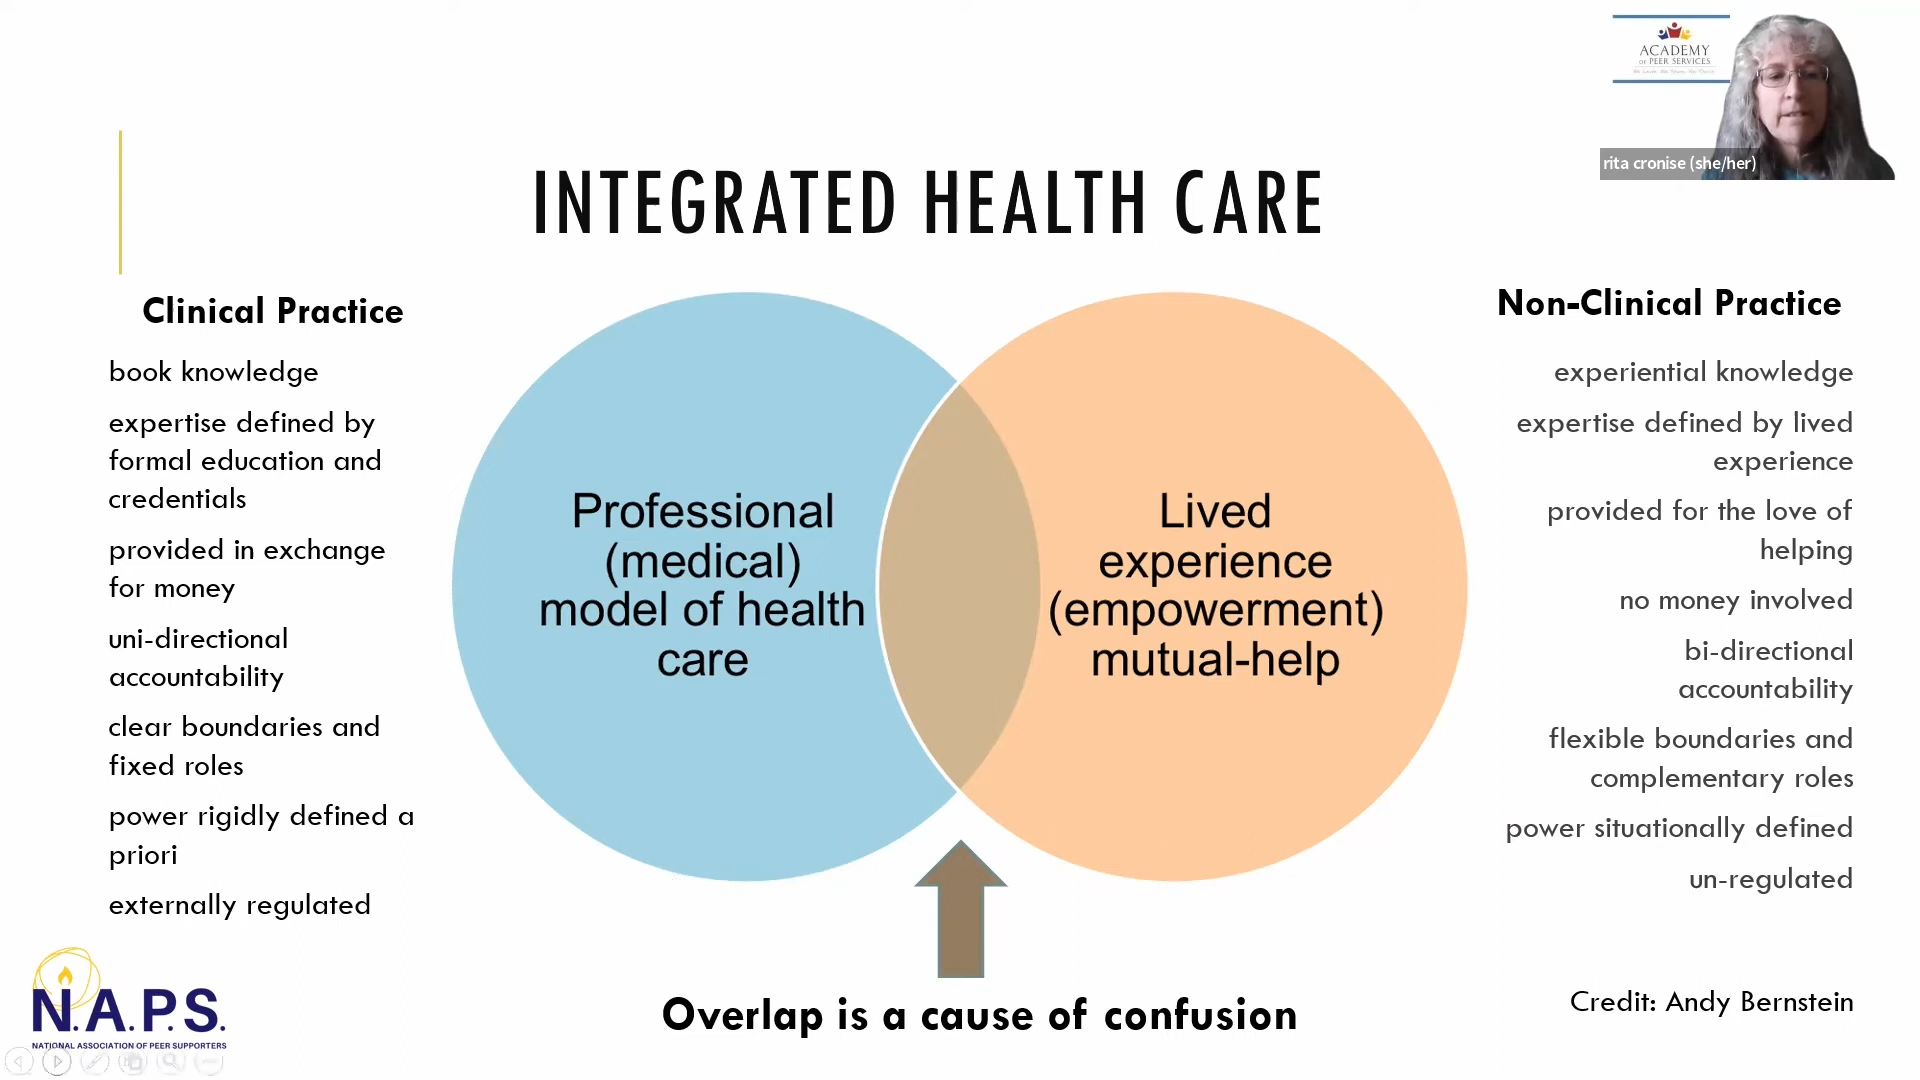 ACADEMY
OF PEER SERVICES
rita cronise (she/her)
INTEGRATED HEALTH CARE
Clinical Practice
book knowledge
expertise defined by
formal education and
credentials
provided in exchange
for money
uni-directional
accountability
clear boundaries and
fixed roles
power rigidly defined a
priori
externally regulated
Professional
(medical)
model of health
care
Lived
experience
(empowerment)
mutual-help
Non-Clinical Practice
experiential knowledge
expertise defined by lived
experience
provided for the love of
helping
no money involved
bi-directional
accountability
flexible boundaries and
complementary roles
power situationally defined
un-regulated
Overlap is a cause of confusion
Credit: Andy Bernstein
N.A.P.S.
NATIONAL ASSOCIATION OF PEER SUPPORTERS